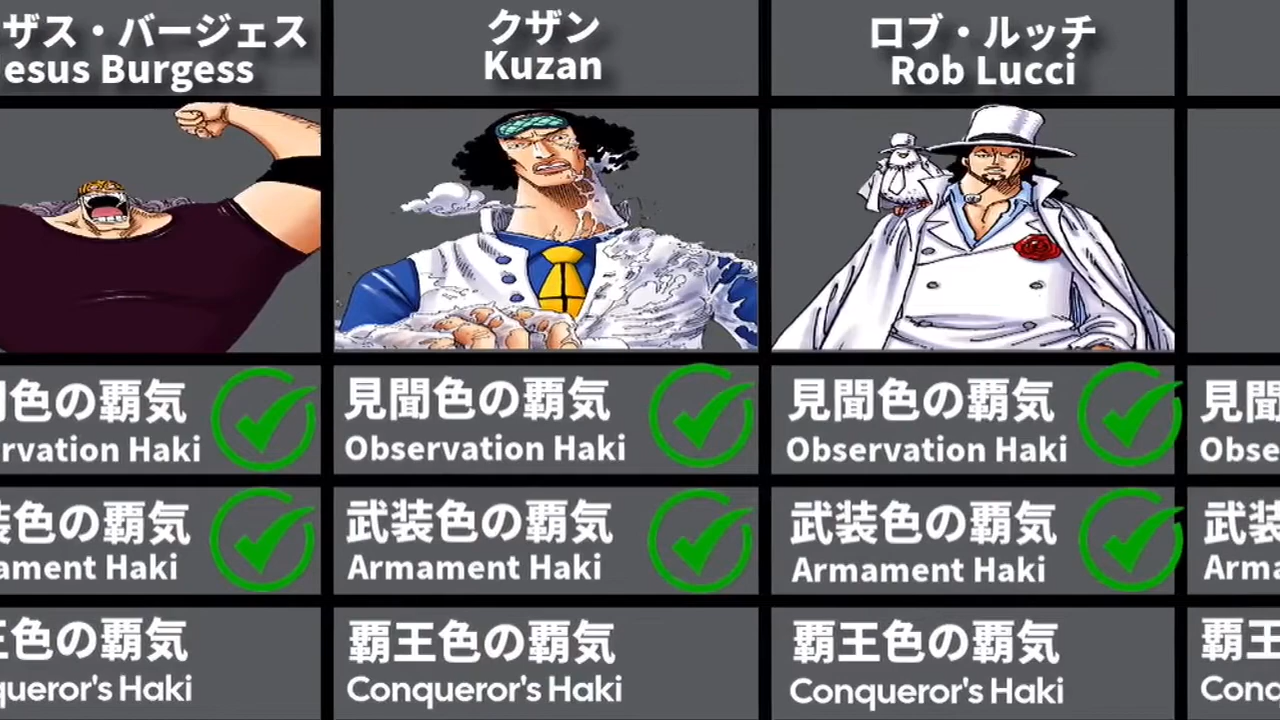 ザス・バージェス
esus Burgess
クザン
Kuzan
ロブ・ルッチ
Rob Lucci
色の覇気
rvation Haki
見聞色の覇気
Observation Haki
見聞色の覇気
Observation Haki
見聞
Obse
色の覇気
ament Haki
武装色の覇気
Armament Haki
武装色の覇気
Armament Haki
武装
Arma
色の覇気
queror's Haki
覇王色の覇気
Conqueror's Haki
覇王色の覇気
Conqueror's Haki
覇王
Conq